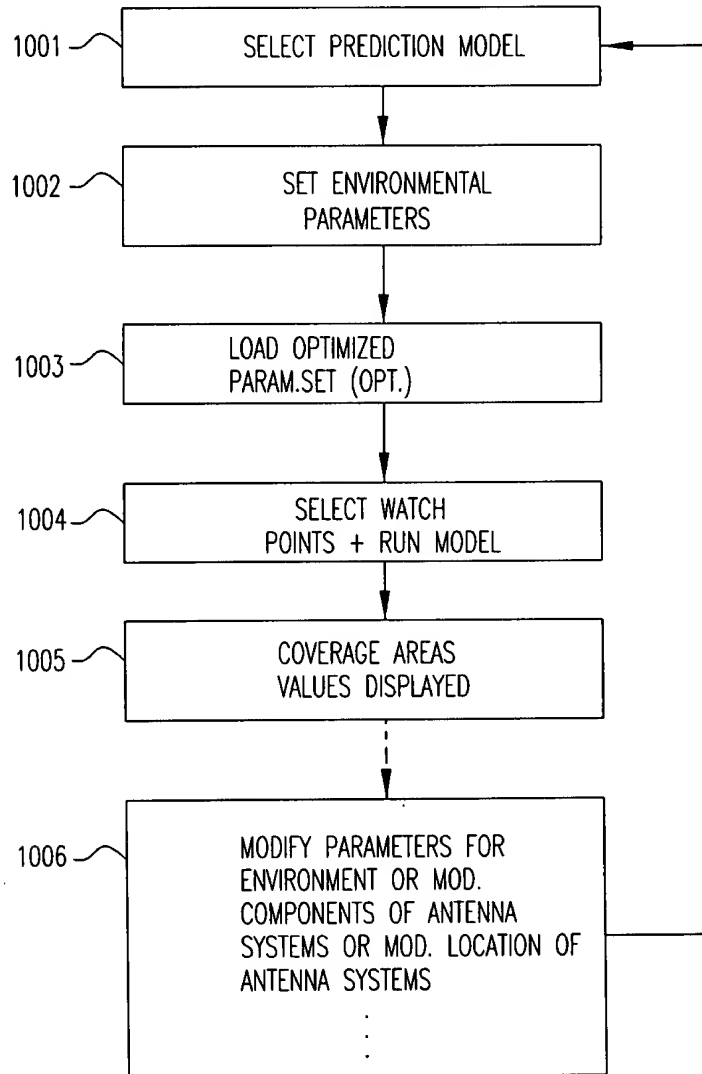 1001
SELECT PREDICTION MODEL
1002
SET ENVIRONMENTAL
PARAMETERS
1003
LOAD OPTIMIZED
PARAM.SET (OPT.)
1004
SELECT WATCH
POINTS + RUN MODEL
1005
COVERAGE AREAS
VALUES DISPLAYED
1006
MODIFY PARAMETERS FOR
ENVIRONMENT OR MOD.
COMPONENTS OF ANTENNA
SYSTEMS OR MOD. LOCATION OF
ANTENNA SYSTEMS
.
.
.